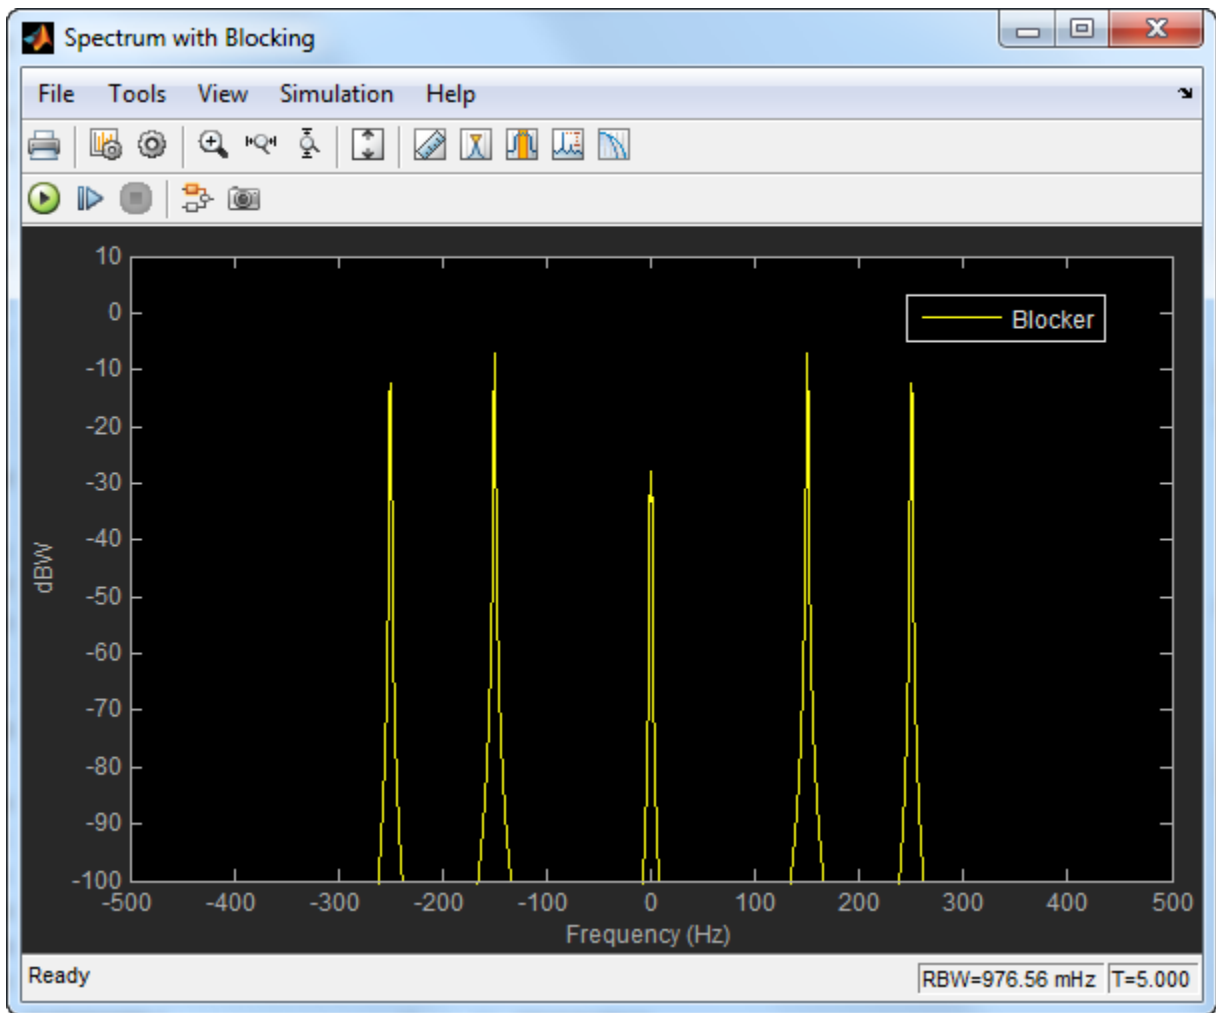 Spectrum with Blocking
File Tools View Simulation Help
10
0
-10
-20
-30
-40
-50
-60
-70
-80
-90
-100
dBW
Blocker
-500 -400 -300 -200 -100 0 100 200 300 400 500
Frequency (Hz)
Ready RBW=976.56 mHz T=5.000